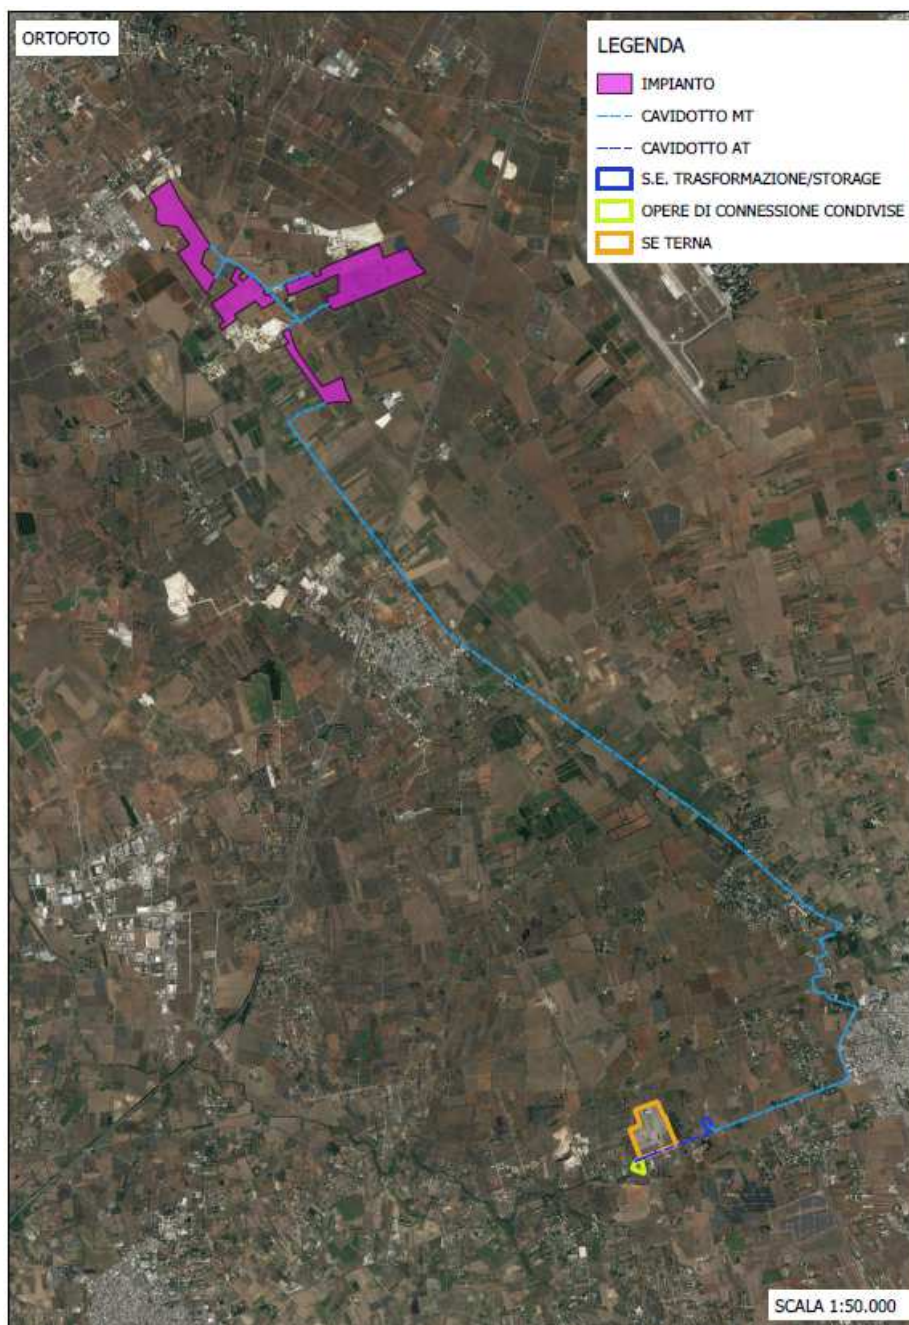 ORTOFOTO
LEGENDA
IMPIANTO
CAVIDOTTO MT
CAVIDOTTO AT
S.E. TRASFORMAZIONE/STORAGE
OPERE DI CONNESSIONE CONDIVISE
SE TERNA
SCALA 1:50.000